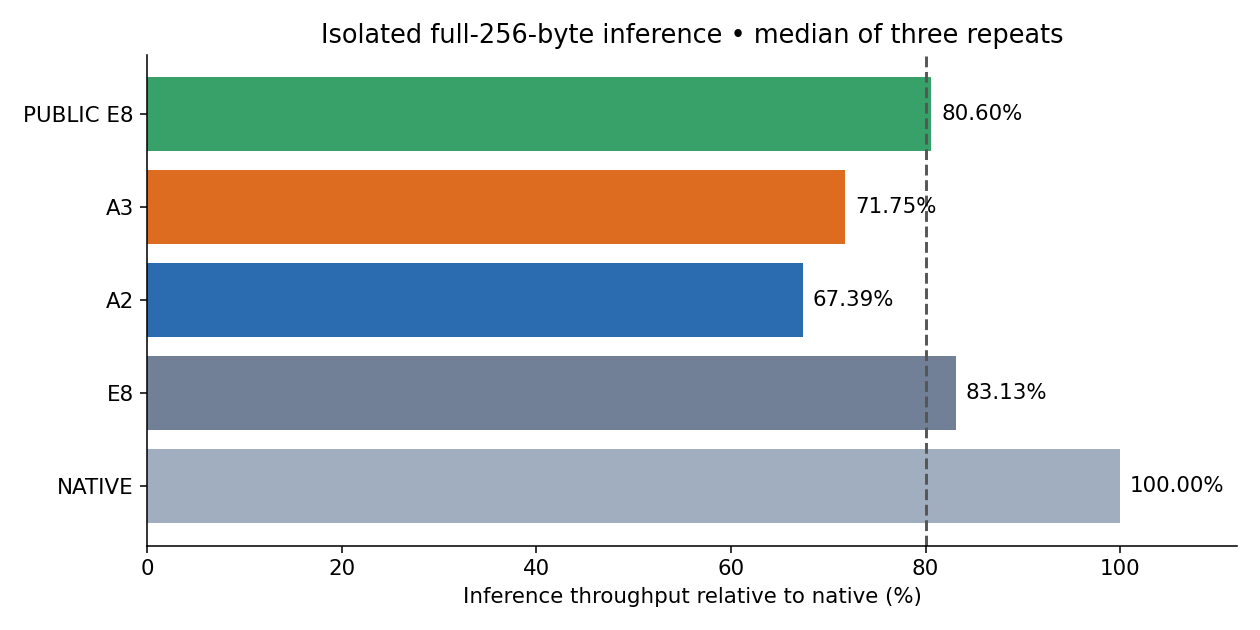 Isolated full-256-byte inference • median of three repeats
PUBLIC E8 80.60%
A3 71.75%
A2 67.39%
E8 83.13%
NATIVE 100.00%
0 20 40 60 80 100
Inference throughput relative to native (%)